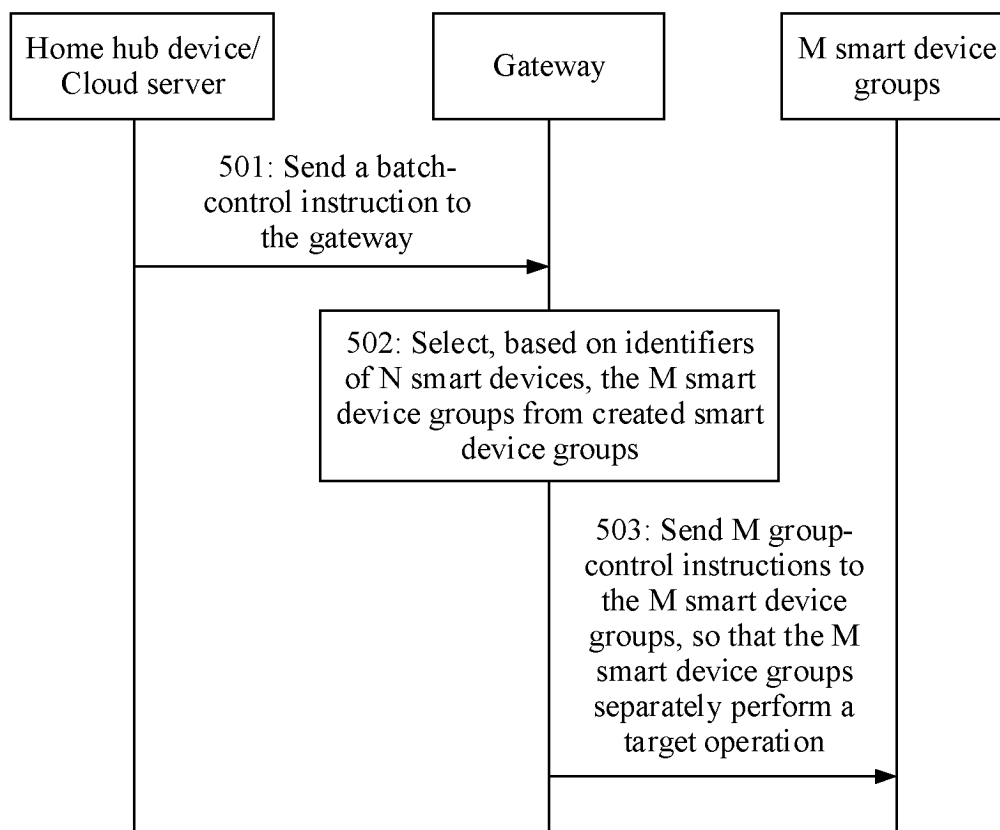 Home hub device/
Cloud server
Gateway
M smart device
groups
501: Send a batch-
control instruction to
the gateway
502: Select, based on identifiers
of N smart devices, the M smart
device groups from created smart
device groups
503: Send M group-
control instructions to
the M smart device
groups, so that the M
smart device groups
separately perform a
target operation